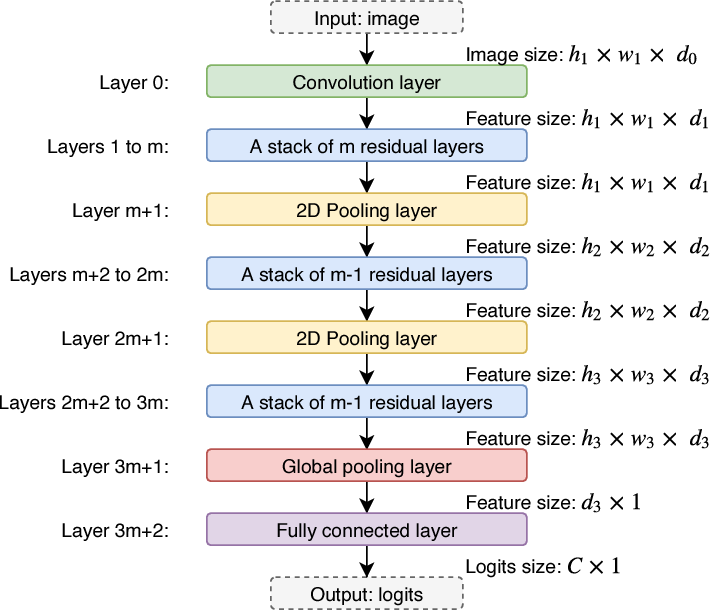 Input: image
Image size: h₁ × w₁ × d₀
Layer 0: Convolution layer
Feature size: h₁ × w₁ × d₁
Layers 1 to m: A stack of m residual layers
Feature size: h₁ × w₁ × d₁
Layer m+1: 2D Pooling layer
Feature size: h₂ × w₂ × d₂
Layers m+2 to 2m: A stack of m-1 residual layers
Feature size: h₂ × w₂ × d₂
Layer 2m+1: 2D Pooling layer
Feature size: h₃ × w₃ × d₃
Layers 2m+2 to 3m: A stack of m-1 residual layers
Feature size: h₃ × w₃ × d₃
Layer 3m+1: Global pooling layer
Feature size: d₃ × 1
Layer 3m+2: Fully connected layer
Logits size: C × 1
Output: logits